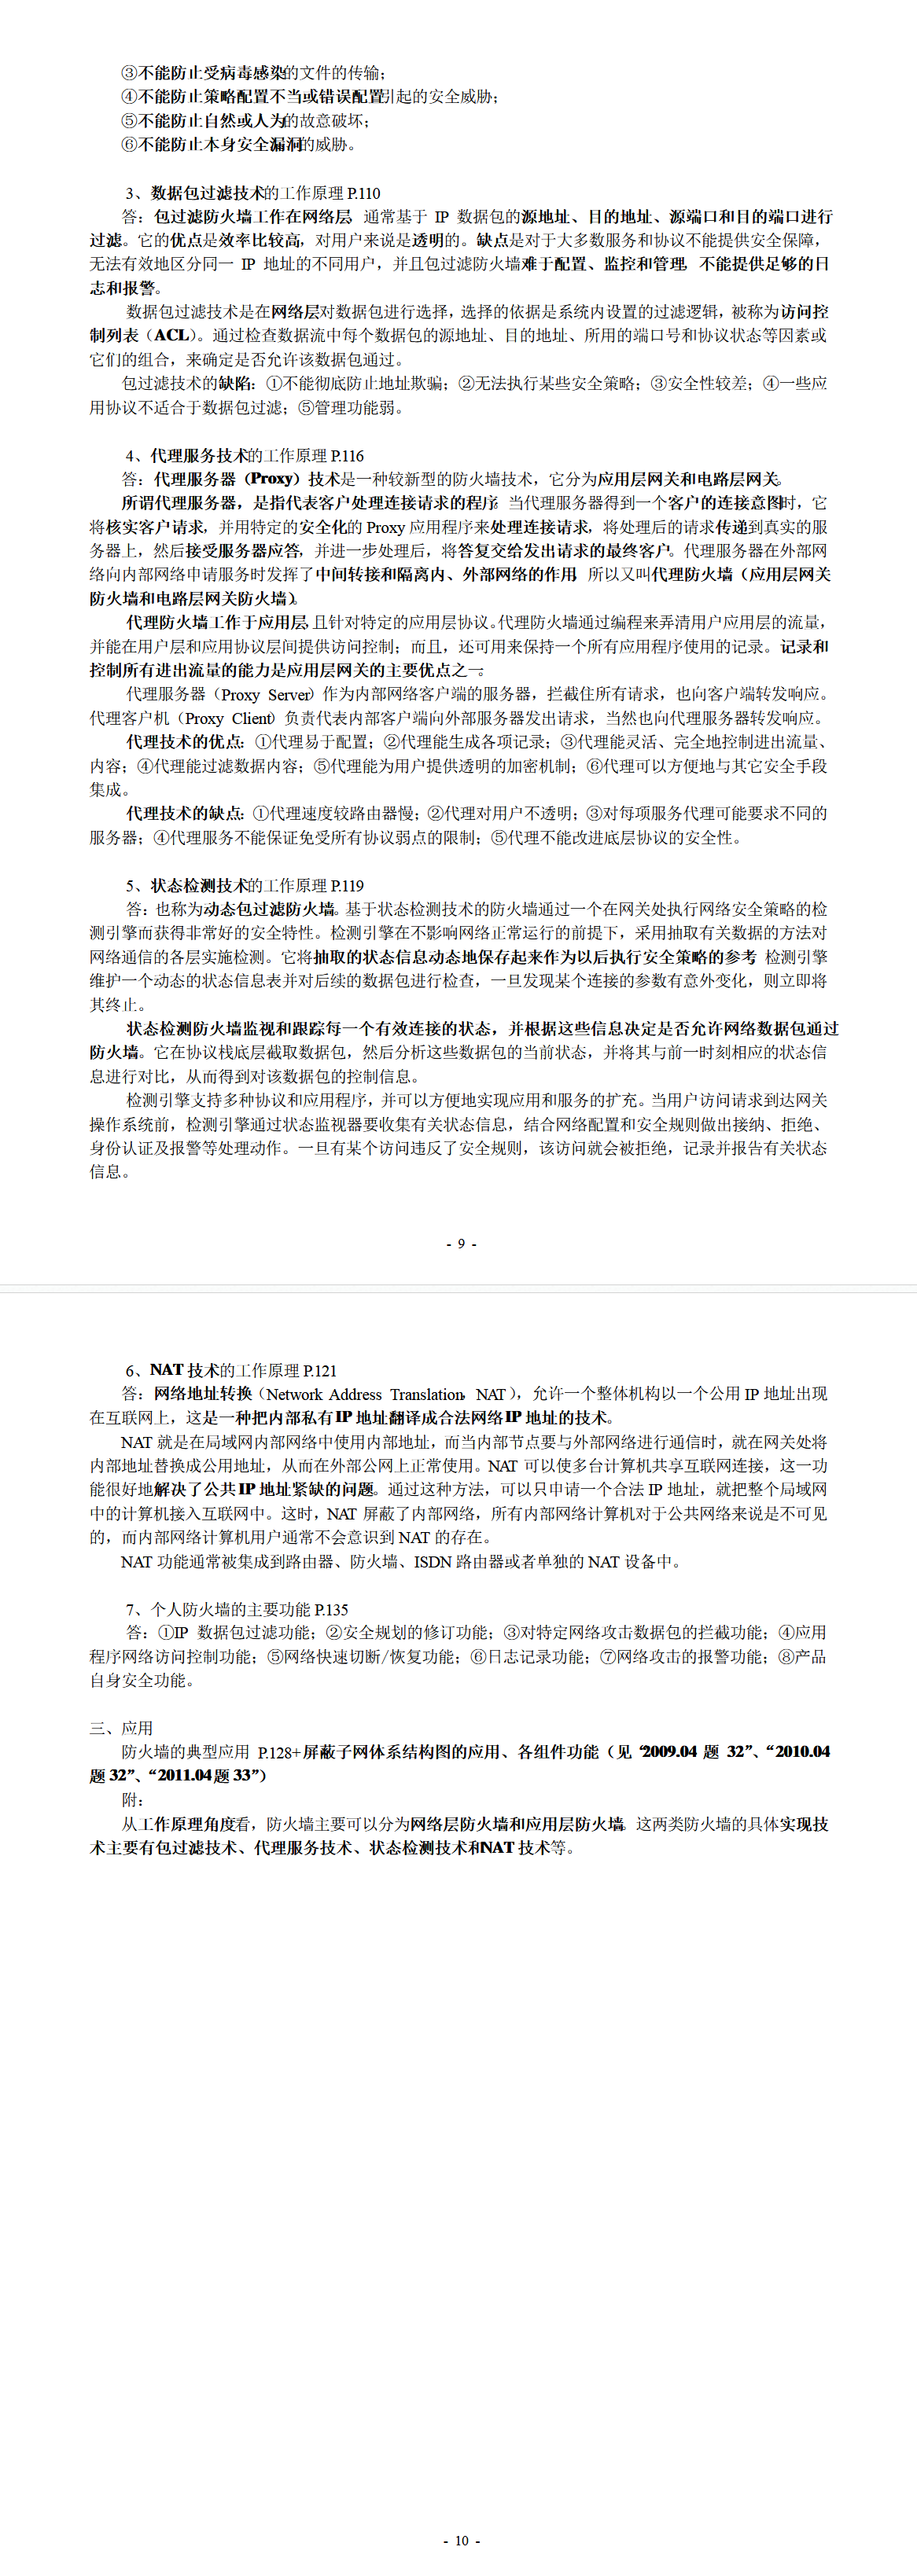 ③不能防止受病毒感染的文件的传输；
④不能防止策略配置不当或错误配置引起的安全威胁；
⑤不能防止自然或人为的故意破坏；
⑥不能防止本身安全漏洞的威胁。
3、数据包过滤技术的工作原理 P.110
答：包过滤防火墙工作在网络层，通常基于 IP 数据包的源地址、目的地址、源端口和目的端口进行
过滤。它的优点是效率比较高，对用户来说是透明的。缺点是对于大多数服务和协议不能提供安全保障，
无法有效地区分同一 IP 地址的不同用户，并且包过滤防火墙难于配置、监控和管理，不能提供足够的日
志和报警。
数据包过滤技术是在网络层对数据包进行选择，选择的依据是系统内设置的过滤逻辑，被称为访问控
制列表（ACL）。通过检查数据流中每个数据包的源地址、目的地址、所用的端口号和协议状态等因素或
它们的组合，来确定是否允许该数据包通过。
包过滤技术的缺陷：①不能彻底防止地址欺骗；②无法执行某些安全策略；③安全性较差；④一些应
用协议不适合于数据包过滤；⑤管理功能弱。
4、代理服务技术的工作原理 P.116
答：代理服务器（Proxy）技术是一种较新型的防火墙技术，它分为应用层网关和电路层网关。
所谓代理服务器，是指代表客户处理连接请求的程序。当代理服务器得到一个客户的连接意图时，它
将核实客户请求，并用特定的安全化的 Proxy 应用程序来处理连接请求，将处理后的请求传递到真实的服
务器上，然后接受服务器应答，并进一步处理后，将答复交给发出请求的最终客户。代理服务器在外部网
络向内部网络申请服务时发挥了中间转接和隔离内、外部网络的作用，所以又叫代理防火墙（应用层网关
防火墙和电路层网关防火墙）。
代理防火墙工作于应用层，且针对特定的应用层协议。代理防火墙通过编程来弄清用户应用层的流量，
并能在用户层和应用协议层间提供访问控制；而且，还可用来保持一个所有应用程序使用的记录。记录和
控制所有进出流量的能力是应用层网关的主要优点之一。
代理服务器（Proxy Server）作为内部网络客户端的服务器，拦截住所有请求，也向客户端转发响应。
代理客户机（Proxy Client）负责代表内部客户端向外部服务器发出请求，当然也向代理服务器转发响应。
代理技术的优点：①代理易于配置；②代理能生成各项记录；③代理能灵活、完全地控制进出流量、
内容；④代理能过滤数据内容；⑤代理能为用户提供透明的加密机制；⑥代理可以方便地与其它安全手段
集成。
代理技术的缺点：①代理速度较路由器慢；②代理对用户不透明；③对每项服务代理可能要求不同的
服务器；④代理服务不能保证免受所有协议弱点的限制；⑤代理不能改进底层协议的安全性。
5、状态检测技术的工作原理 P.119
答：也称为动态包过滤防火墙。基于状态检测技术的防火墙通过一个在网关处执行网络安全策略的检
测引擎而获得非常好的安全特性。检测引擎在不影响网络正常运行的前提下，采用抽取有关数据的方法对
网络通信的各层实施检测。它将抽取的状态信息动态地保存起来作为以后执行安全策略的参考。检测引擎
维护一个动态的状态信息表并对后续的数据包进行检查，一旦发现某个连接的参数有意外变化，则立即将
其终止。
状态检测防火墙监视和跟踪每一个有效连接的状态，并根据这些信息决定是否允许网络数据包通过
防火墙。它在协议栈底层截取数据包，然后分析这些数据包的当前状态，并将其与前一时刻相应的状态信
息进行对比，从而得到对该数据包的控制信息。
检测引擎支持多种协议和应用程序，并可以方便地实现应用和服务的扩充。当用户访问请求到达网关
操作系统前，检测引擎通过状态监视器要收集有关状态信息，结合网络配置和安全规则做出接纳、拒绝、
身份认证及报警等处理动作。一旦有某个访问违反了安全规则，该访问就会被拒绝，记录并报告有关状态
信息。
- 9 -
6、NAT 技术的工作原理 P.121
答：网络地址转换（Network Address Translation，NAT），允许一个整体机构以一个公用 IP 地址出现
在互联网上，这是一种把内部私有 IP 地址翻译成合法网络 IP 地址的技术。
NAT 就是在局域网内部网络中使用内部地址，而当内部节点要与外部网络进行通信时，就在网关处将
内部地址替换成公用地址，从而在外部公网上正常使用。NAT 可以使多台计算机共享互联网连接，这一功
能很好地解决了公共 IP 地址紧缺的问题。通过这种方法，可以只申请一个合法 IP 地址，就把整个局域网
中的计算机接入互联网中。这时，NAT 屏蔽了内部网络，所有内部网络计算机对于公共网络来说是不可见
的，而内部网络计算机用户通常不会意识到 NAT 的存在。
NAT 功能通常被集成到路由器、防火墙、ISDN 路由器或者单独的 NAT 设备中。
7、个人防火墙的主要功能 P.135
答：①IP 数据包过滤功能；②安全规划的修订功能；③对特定网络攻击数据包的拦截功能；④应用
程序网络访问控制功能；⑤网络快速切断/恢复功能；⑥日志记录功能；⑦网络攻击的报警功能；⑧产品
自身安全功能。
三、应用
防火墙的典型应用 P.128+屏蔽子网体系结构图的应用、各组件功能（见“2009.04 题 32”、“2010.04
题 32”、“2011.04 题 33”）
附：
从工作原理角度看，防火墙主要可以分为网络层防火墙和应用层防火墙。这两类防火墙的具体实现技
术主要有包过滤技术、代理服务技术、状态检测技术和NAT 技术等。
- 10 -